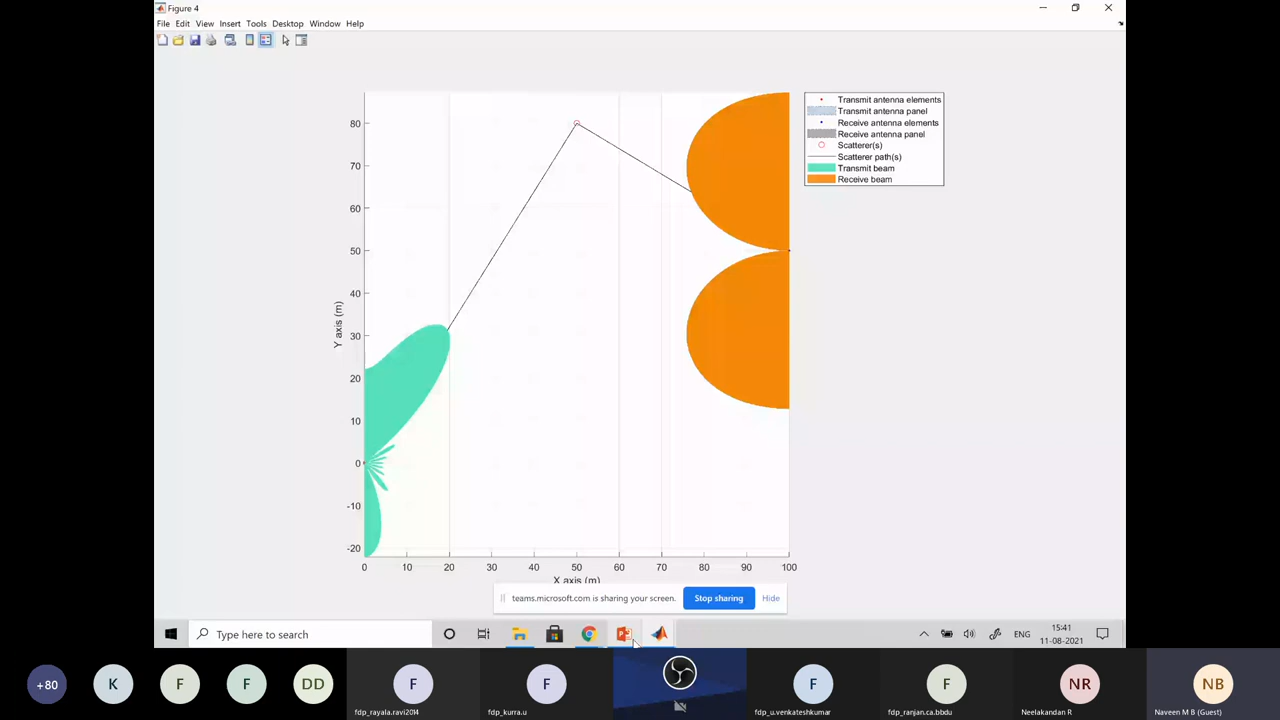 Figure 4
File Edit View Insert Tools Desktop Window Help
80
70
60
50
40
30
20
10
0
-10
-20
Y axis (m)
0 10 20 30 40 50 60 70 80 90 100
X axis (m)
Transmit antenna elements
Transmit antenna panel
Receive antenna elements
Receive antenna panel
Scatterer(s)
Scatterer path(s)
Transmit beam
Receive beam
teams.microsoft.com is sharing your screen. Stop sharing Hide
Type here to search
ENG
15:41
11-08-2021
+80 K F F DD F F F F NR NB
fdp_rayala.ravi2014 fdp_kurra.u fdp_u.venkateshkumar fdp_ranjan.ca.bbdu Neelakandan R Naveen M B (Guest)